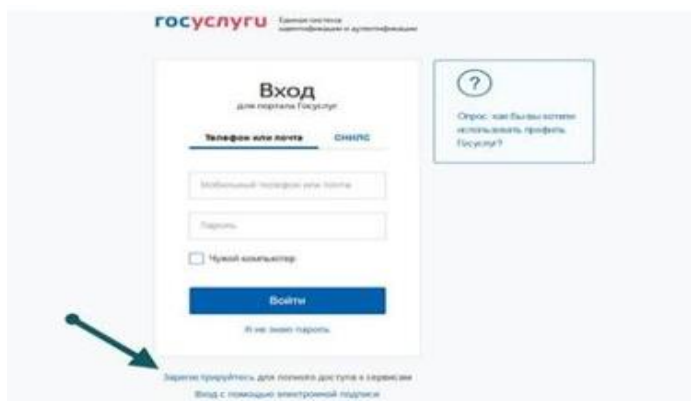 госуслуги
Единая система
идентификации и аутентификации
Вход
для портала Госуслуг
Телефон или почта СНИЛС
Мобильный телефон или почта
Пароль
Чужой компьютер
Войти
Я не знаю пароль
Зарегистрируйтесь для полного доступа к сервисам
Вход с помощью электронной подписи
?
Опрос: как бы вы хотели
использовать профиль
Госуслуг?